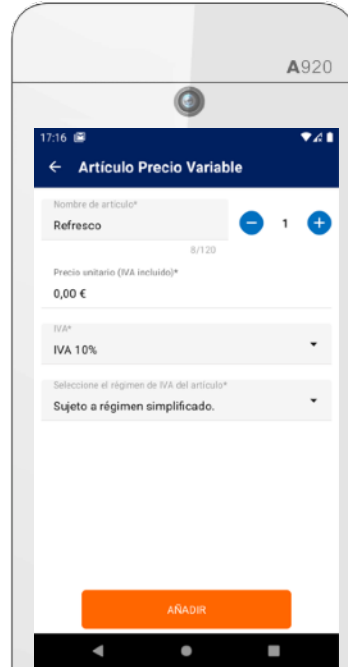 A920
17:16
Artículo Precio Variable
Nombre de artículo*
Refresco
1
8/120
Precio unitario (IVA incluido)*
0,00 €
IVA*
IVA 10%
Seleccione el régimen de IVA del artículo*
Sujeto a régimen simplificado.
AÑADIR